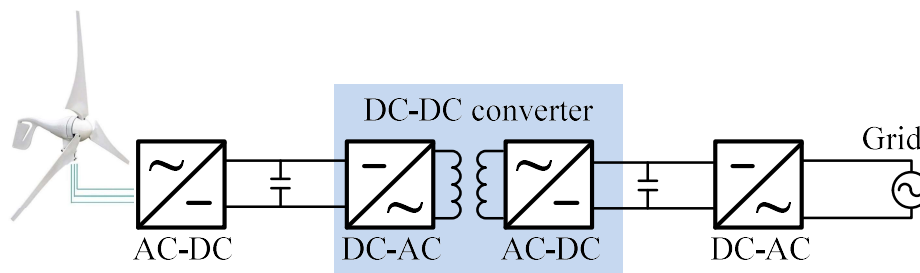 DC-DC converter
Grid
AC-DC
DC-AC
AC-DC
DC-AC